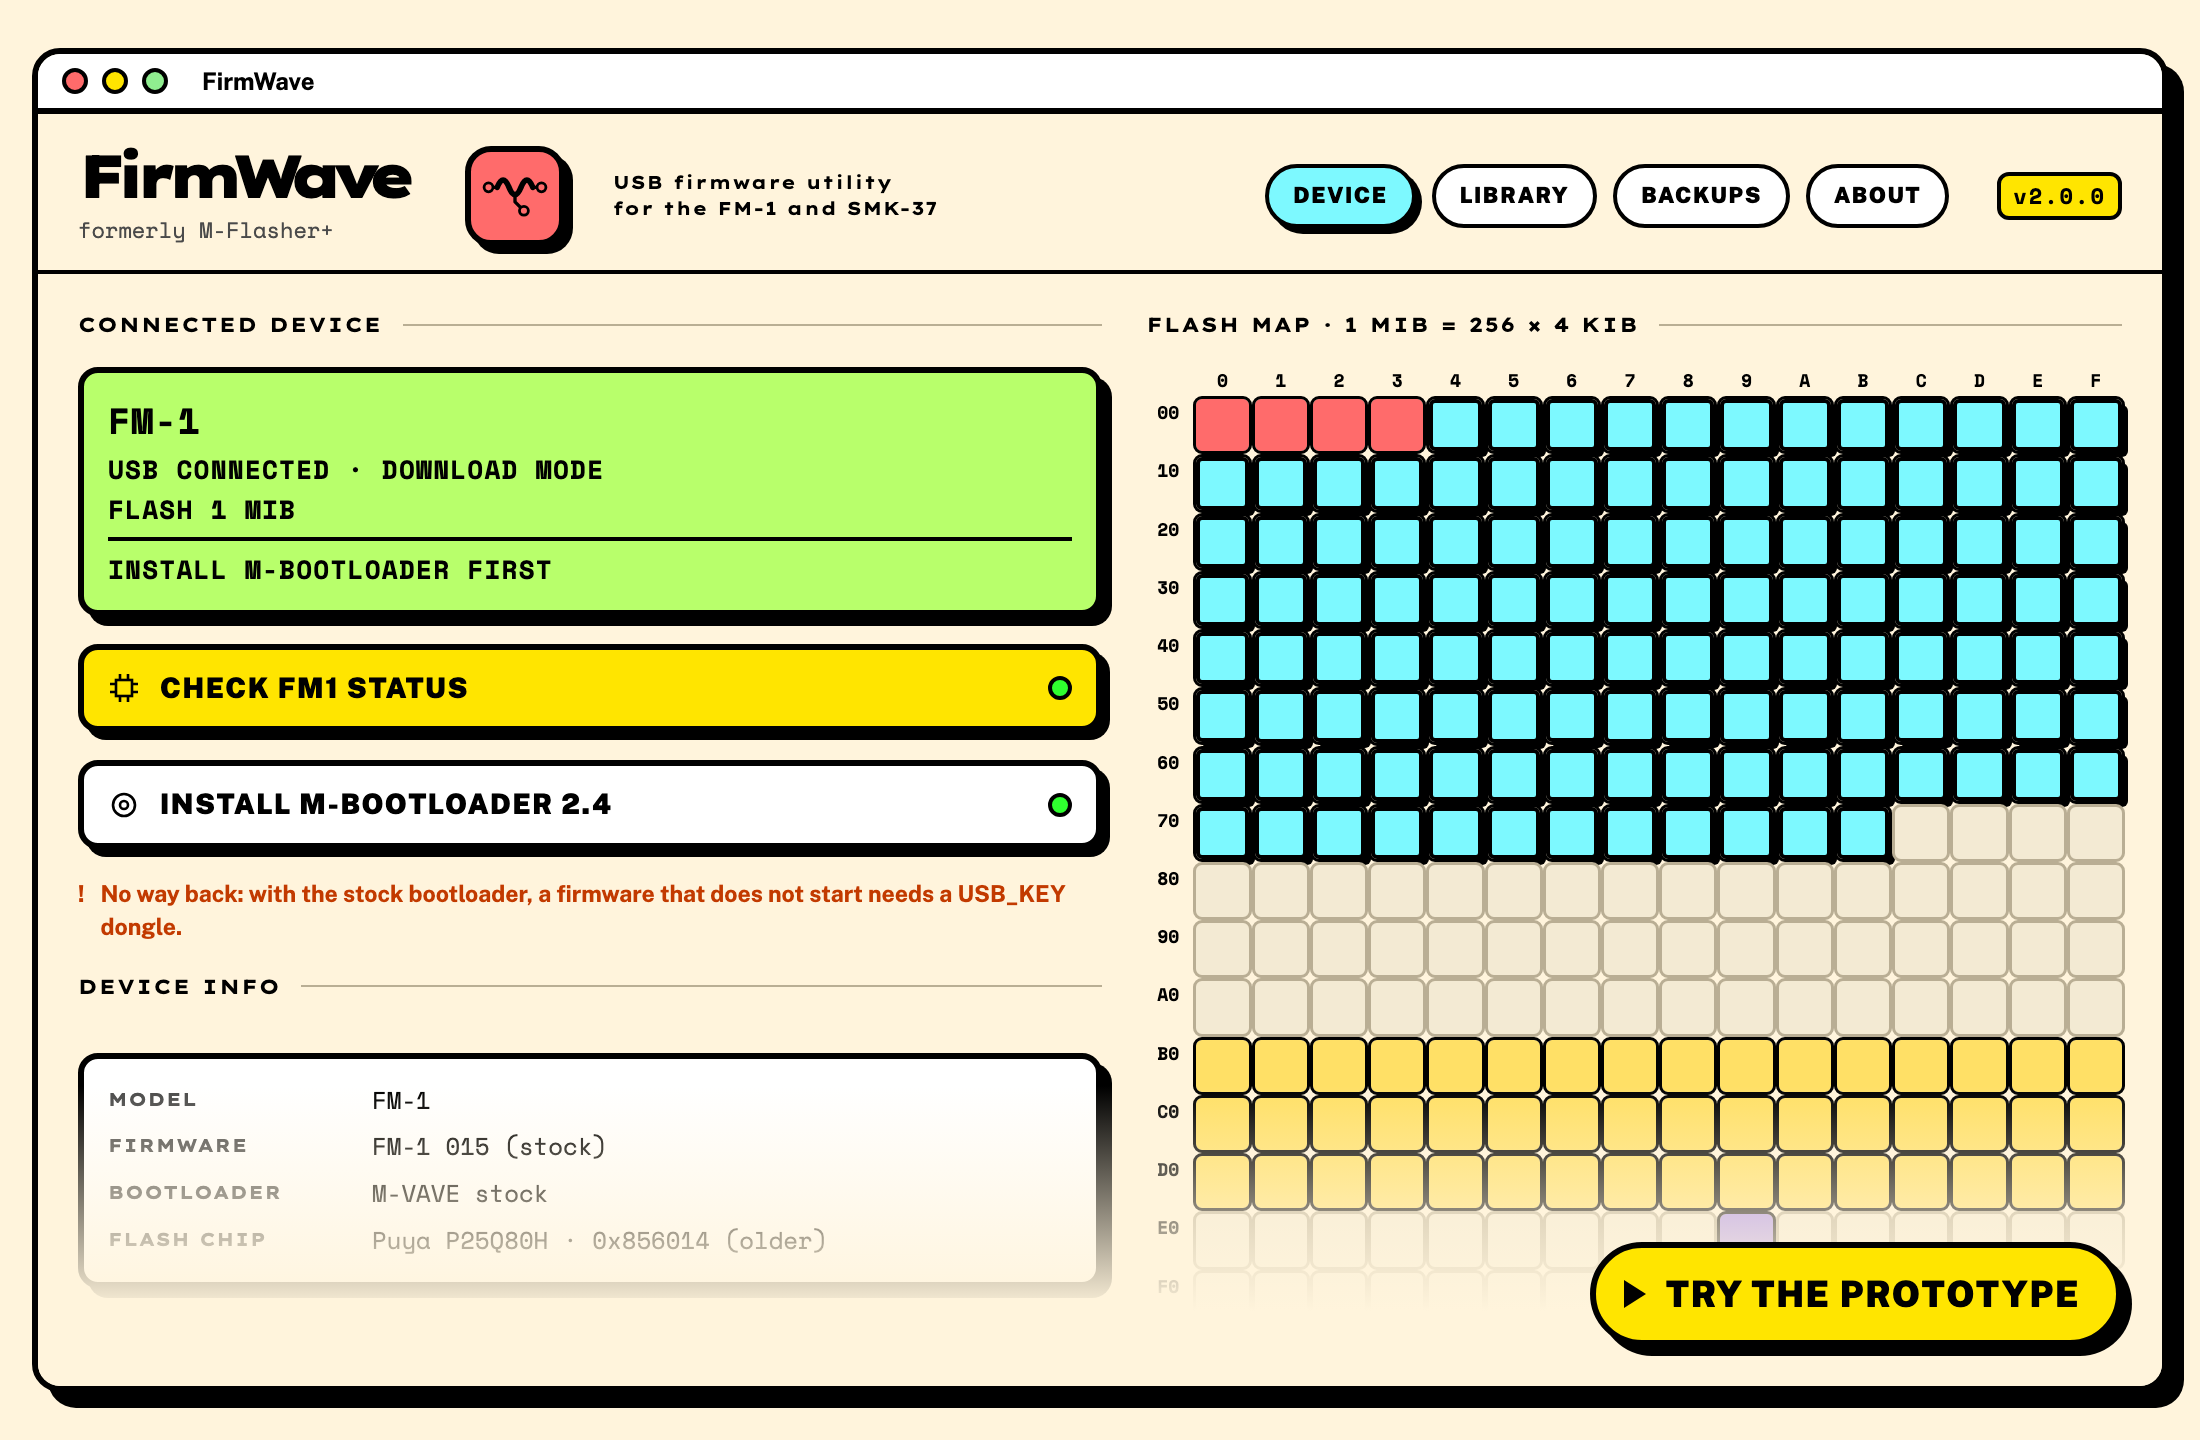 FirmWave
FirmWave
formerly M-Flasher+
USB firmware utility
for the FM-1 and SMK-37
DEVICE
LIBRARY
BACKUPS
ABOUT
v2.0.0
CONNECTED DEVICE
FM-1
USB CONNECTED · DOWNLOAD MODE
FLASH 1 MIB
INSTALL M-BOOTLOADER FIRST
CHECK FM1 STATUS
INSTALL M-BOOTLOADER 2.4
! No way back: with the stock bootloader, a firmware that does not start needs a USB_KEY
dongle.
DEVICE INFO
MODEL FM-1
FIRMWARE FM-1 015 (stock)
BOOTLOADER M-VAVE stock
FLASH CHIP Puya P25Q80H · 0x856014 (older)
FLASH MAP · 1 MIB = 256 × 4 KIB
0 1 2 3 4 5 6 7 8 9 A B C D E F
00
10
20
30
40
50
60
70
80
90
A0
B0
C0
D0
E0
F0
TRY THE PROTOTYPE